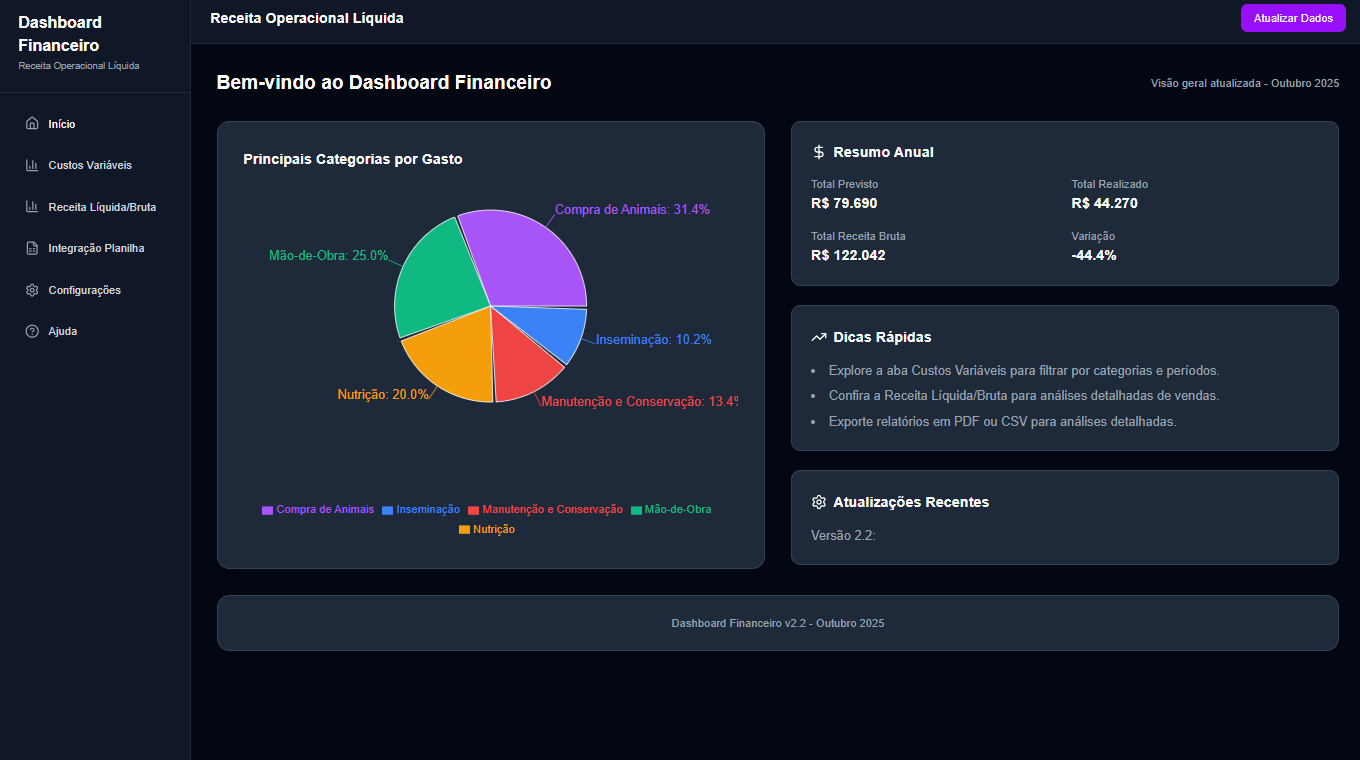 Dashboard
Financeiro
Receita Operacional Líquida
Início
Custos Variáveis
Receita Líquida/Bruta
Integração Planilha
Configurações
Ajuda
Receita Operacional Líquida
Atualizar Dados
Bem-vindo ao Dashboard Financeiro
Visão geral atualizada - Outubro 2025
Principais Categorias por Gasto
Compra de Animais: 31.4%
Mão-de-Obra: 25.0%
Inseminação: 10.2%
Nutrição: 20.0%
Manutenção e Conservação: 13.4%
Compra de Animais Inseminação Manutenção e Conservação Mão-de-Obra
Nutrição
Resumo Anual
Total Previsto Total Realizado
R$ 79.690 R$ 44.270
Total Receita Bruta Variação
R$ 122.042 -44.4%
Dicas Rápidas
• Explore a aba Custos Variáveis para filtrar por categorias e períodos.
• Confira a Receita Líquida/Bruta para análises detalhadas de vendas.
• Exporte relatórios em PDF ou CSV para análises detalhadas.
Atualizações Recentes
Versão 2.2:
Dashboard Financeiro v2.2 - Outubro 2025